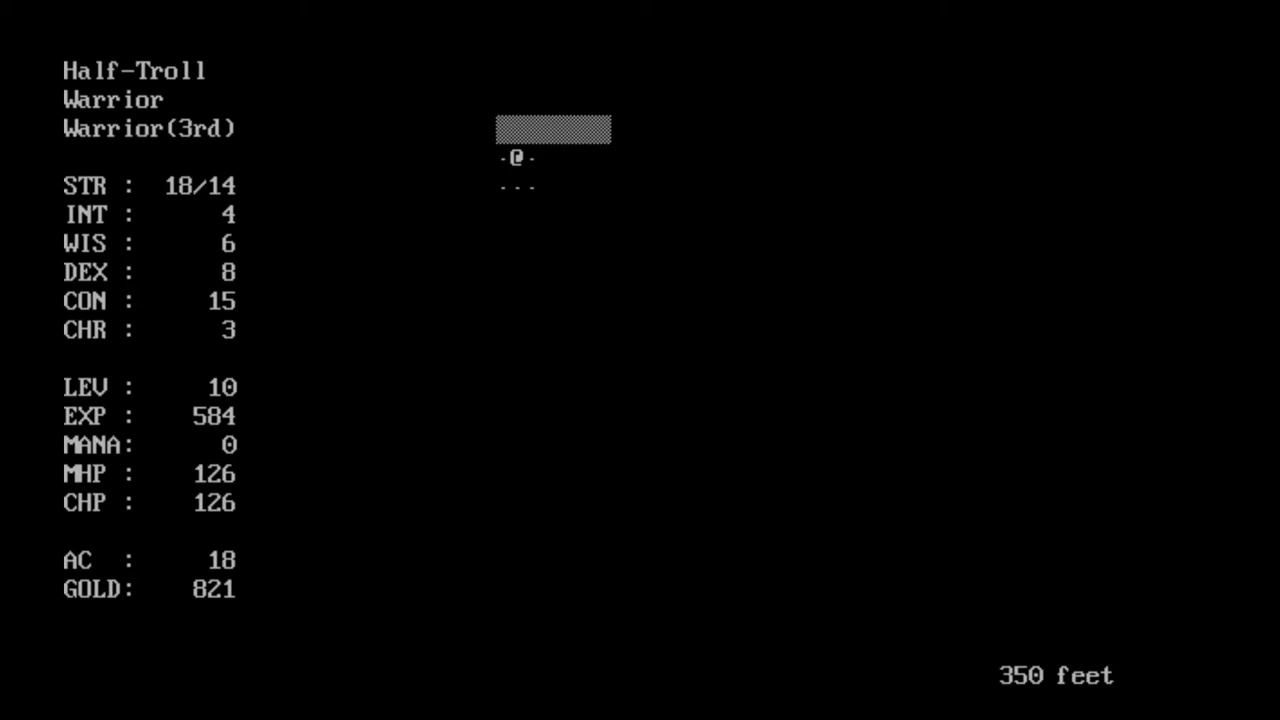 Half-Troll
Warrior
Warrior(3rd)
.@.
...
STR : 18/14
INT : 4
WIS : 6
DEX : 8
CON : 15
CHR : 3
LEV : 10
EXP : 584
MANA: 0
MHP : 126
CHP : 126
AC : 18
GOLD: 821
350 feet